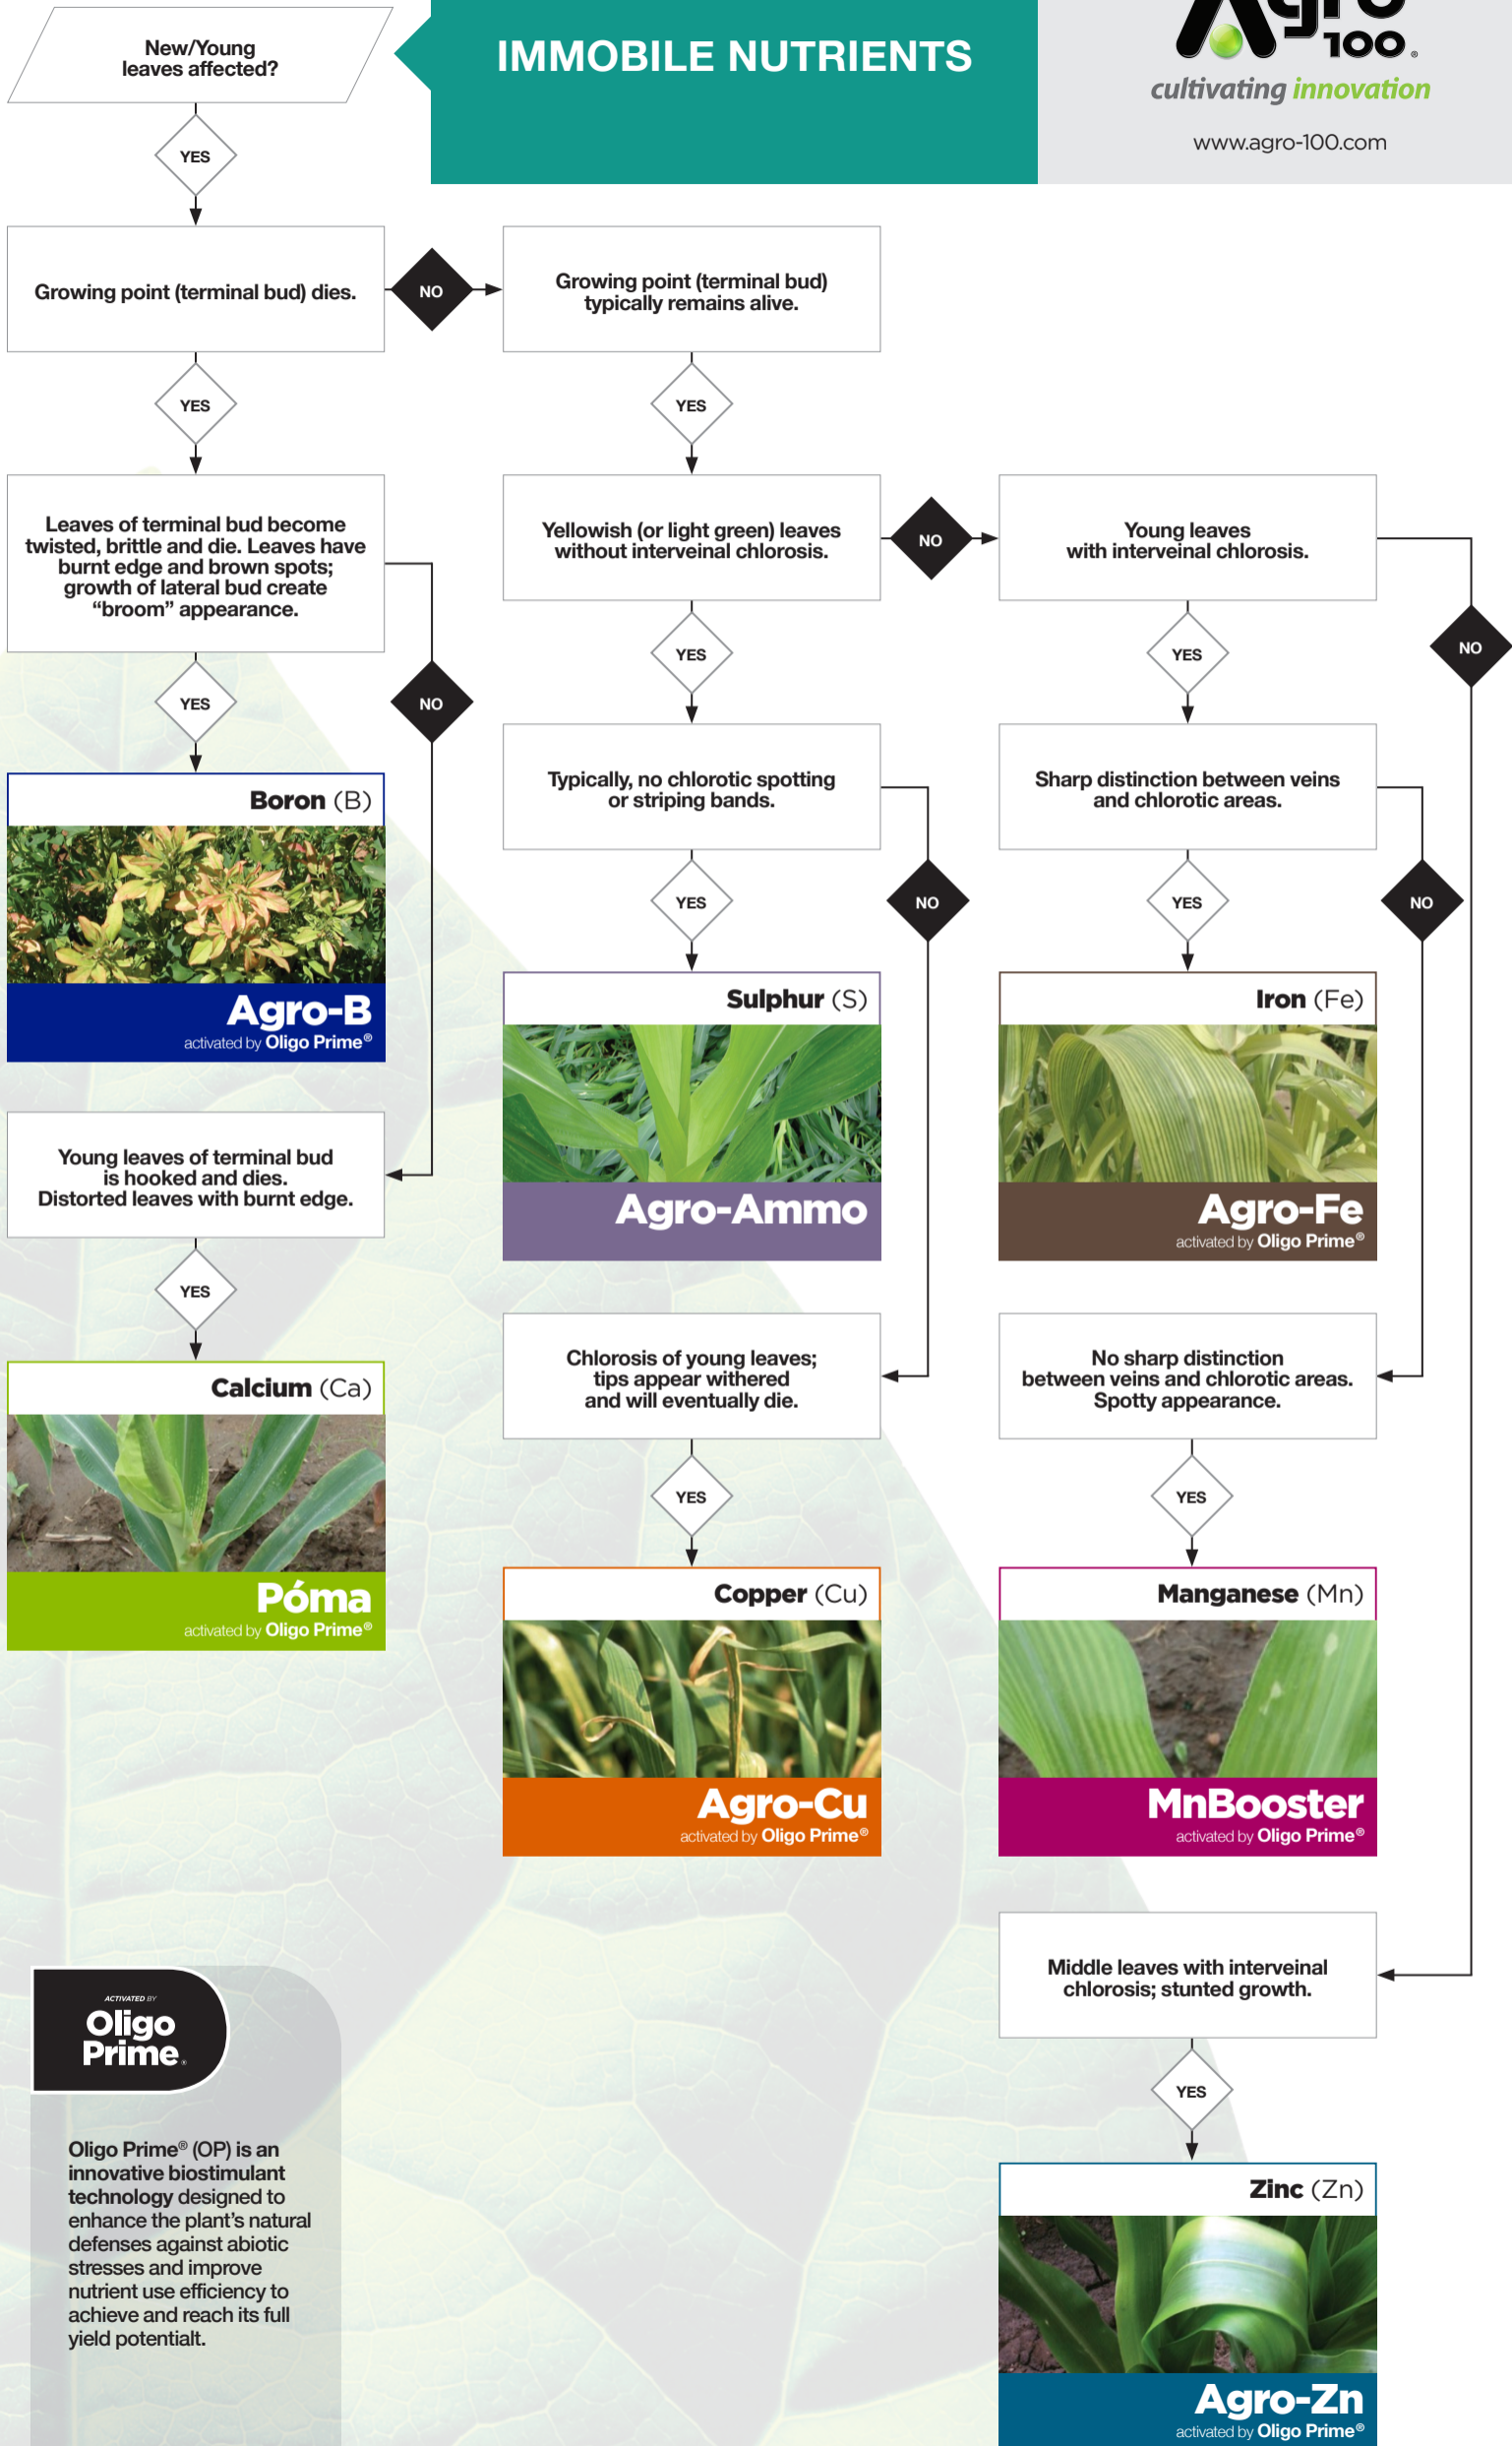 New/Young
leaves affected?
IMMOBILE NUTRIENTS
Agro
100®
cultivating innovation
www.agro-100.com
YES
Growing point (terminal bud) dies.
NO
Growing point (terminal bud)
typically remains alive.
YES
YES
Leaves of terminal bud become
twisted, brittle and die. Leaves have
burnt edge and brown spots;
growth of lateral bud create
“broom” appearance.
Yellowish (or light green) leaves
without interveinal chlorosis.
NO
Young leaves
with interveinal chlorosis.
YES
NO
YES
YES
NO
Typically, no chlorotic spotting
or striping bands.
Sharp distinction between veins
and chlorotic areas.
Boron (B)
Agro-B
activated by Oligo Prime®
YES
NO
YES
NO
Sulphur (S)
Agro-Ammo
Iron (Fe)
Agro-Fe
activated by Oligo Prime®
Young leaves of terminal bud
is hooked and dies.
Distorted leaves with burnt edge.
YES
Calcium (Ca)
Póma
activated by Oligo Prime®
Chlorosis of young leaves;
tips appear withered
and will eventually die.
No sharp distinction
between veins and chlorotic areas.
Spotty appearance.
YES
YES
Copper (Cu)
Agro-Cu
activated by Oligo Prime®
Manganese (Mn)
MnBooster
activated by Oligo Prime®
Middle leaves with interveinal
chlorosis; stunted growth.
YES
Zinc (Zn)
Agro-Zn
activated by Oligo Prime®
ACTIVATED BY
Oligo
Prime®
Oligo Prime® (OP) is an
innovative biostimulant
technology designed to
enhance the plant’s natural
defenses against abiotic
stresses and improve
nutrient use efficiency to
achieve and reach its full
yield potentialt.